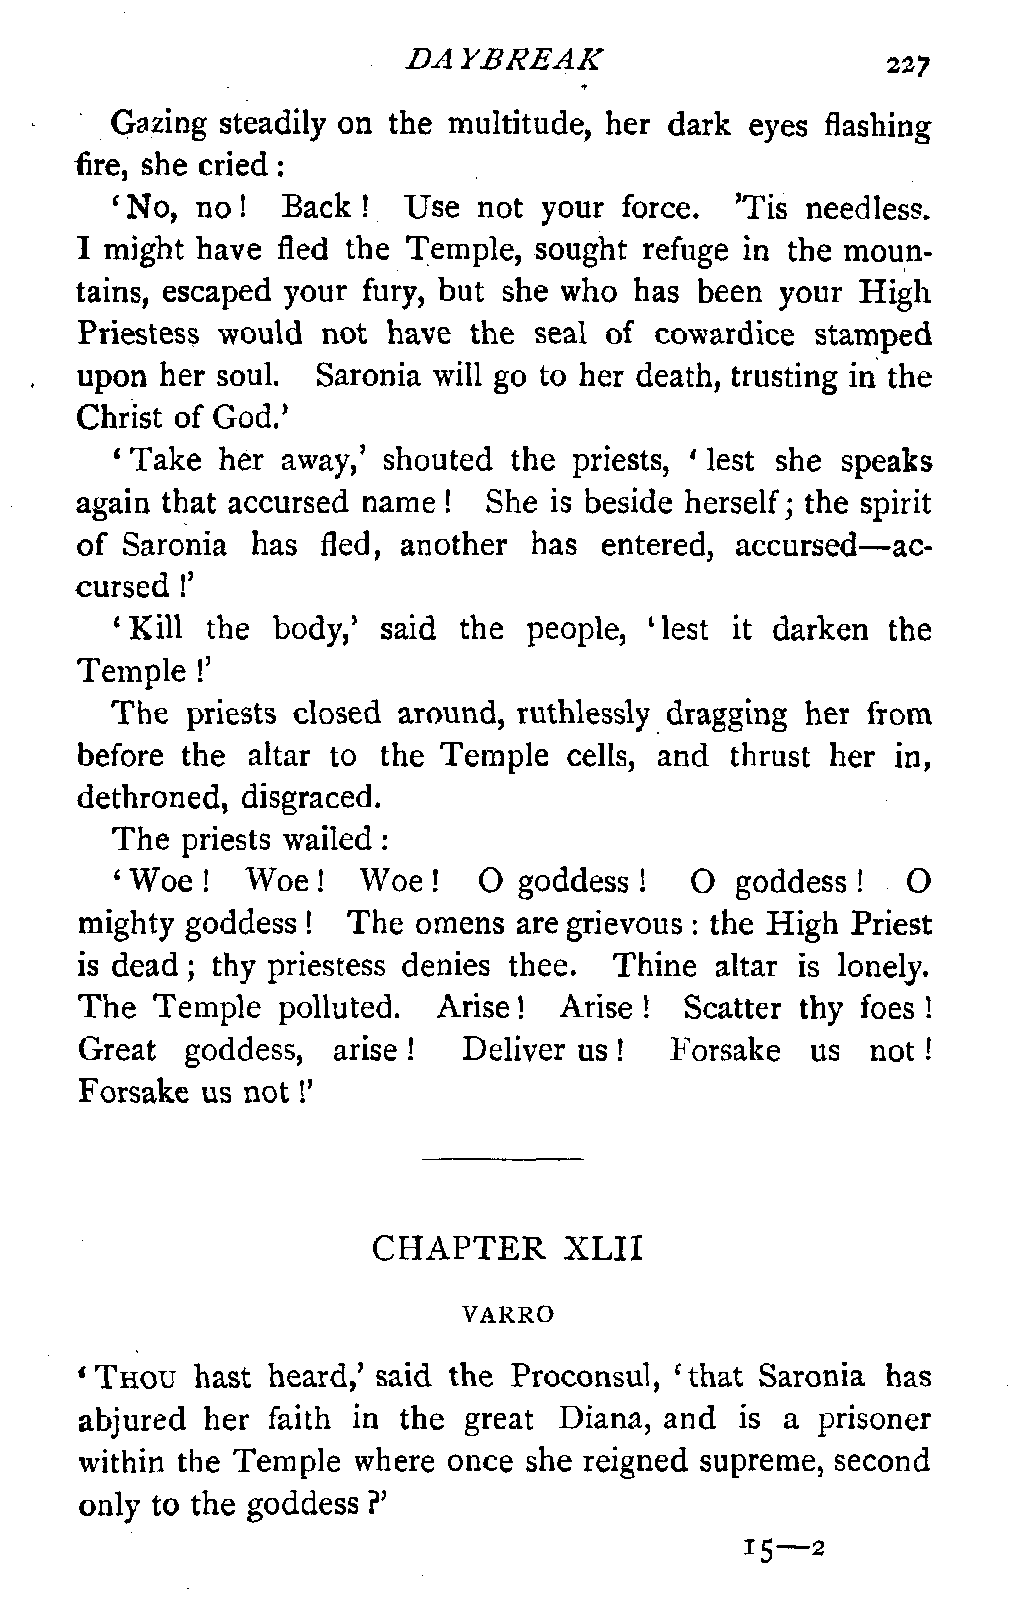 DAYBREAK 227
Gazing steadily on the multitude, her dark eyes flashing
fire, she cried :
‘No, no! Back! Use not your force. ’Tis needless.
I might have fled the Temple, sought refuge in the moun-
tains, escaped your fury, but she who has been your High
Priestess would not have the seal of cowardice stamped
upon her soul. Saronia will go to her death, trusting in the
Christ of God.’
‘Take her away,’ shouted the priests, ‘lest she speaks
again that accursed name! She is beside herself; the spirit
of Saronia has fled, another has entered, accursed—ac-
cursed!’
‘Kill the body,’ said the people, ‘lest it darken the
Temple!’
The priests closed around, ruthlessly dragging her from
before the altar to the Temple cells, and thrust her in,
dethroned, disgraced.
The priests wailed :
‘Woe! Woe! Woe! O goddess! O goddess! O
mighty goddess! The omens are grievous : the High Priest
is dead; thy priestess denies thee. Thine altar is lonely.
The Temple polluted. Arise! Arise! Scatter thy foes!
Great goddess, arise! Deliver us! Forsake us not!
Forsake us not!’
CHAPTER XLII
VARRO
‘THOU hast heard,’ said the Proconsul, ‘that Saronia has
abjured her faith in the great Diana, and is a prisoner
within the Temple where once she reigned supreme, second
only to the goddess?’
15—2